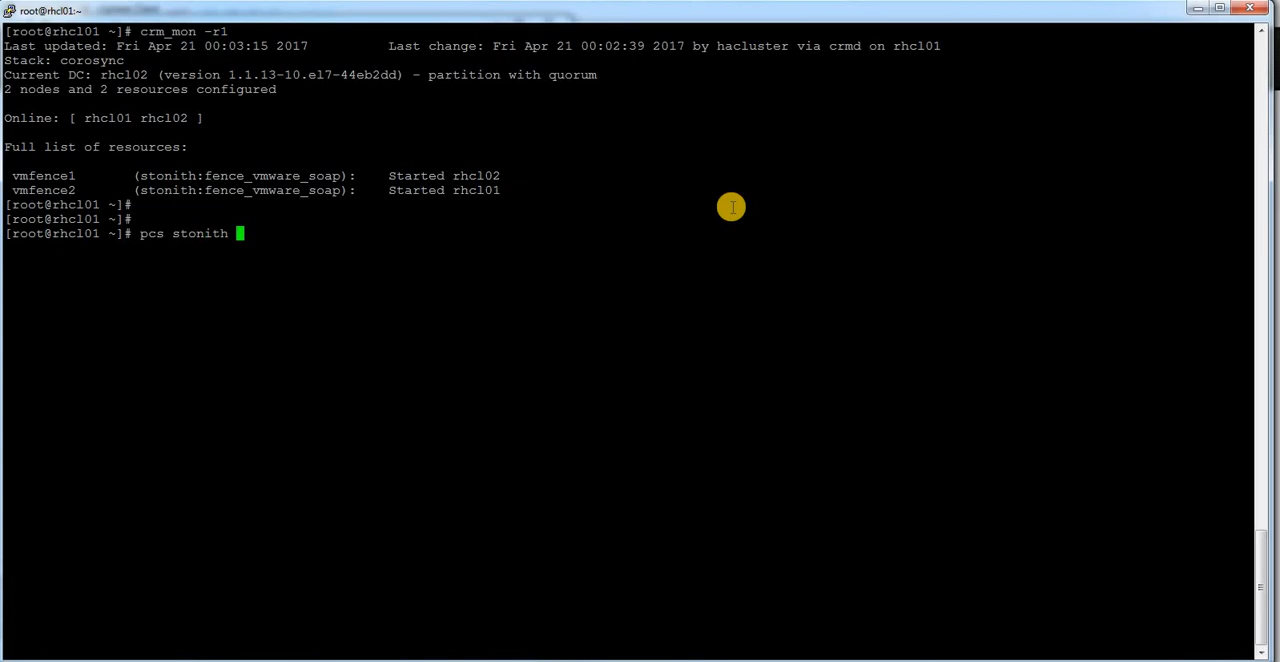 root@rhcl01:~
[root@rhcl01 ~]# crm_mon -r1
Last updated: Fri Apr 21 00:03:15 2017          Last change: Fri Apr 21 00:02:39 2017 by hacluster via crmd on rhcl01
Stack: corosync
Current DC: rhcl02 (version 1.1.13-10.el7-44eb2dd) - partition with quorum
2 nodes and 2 resources configured
Online: [ rhcl01 rhcl02 ]
Full list of resources:
vmfence1       (stonith:fence_vmware_soap):    Started rhcl02
vmfence2       (stonith:fence_vmware_soap):    Started rhcl01
[root@rhcl01 ~]#
[root@rhcl01 ~]#
[root@rhcl01 ~]# pcs stonith